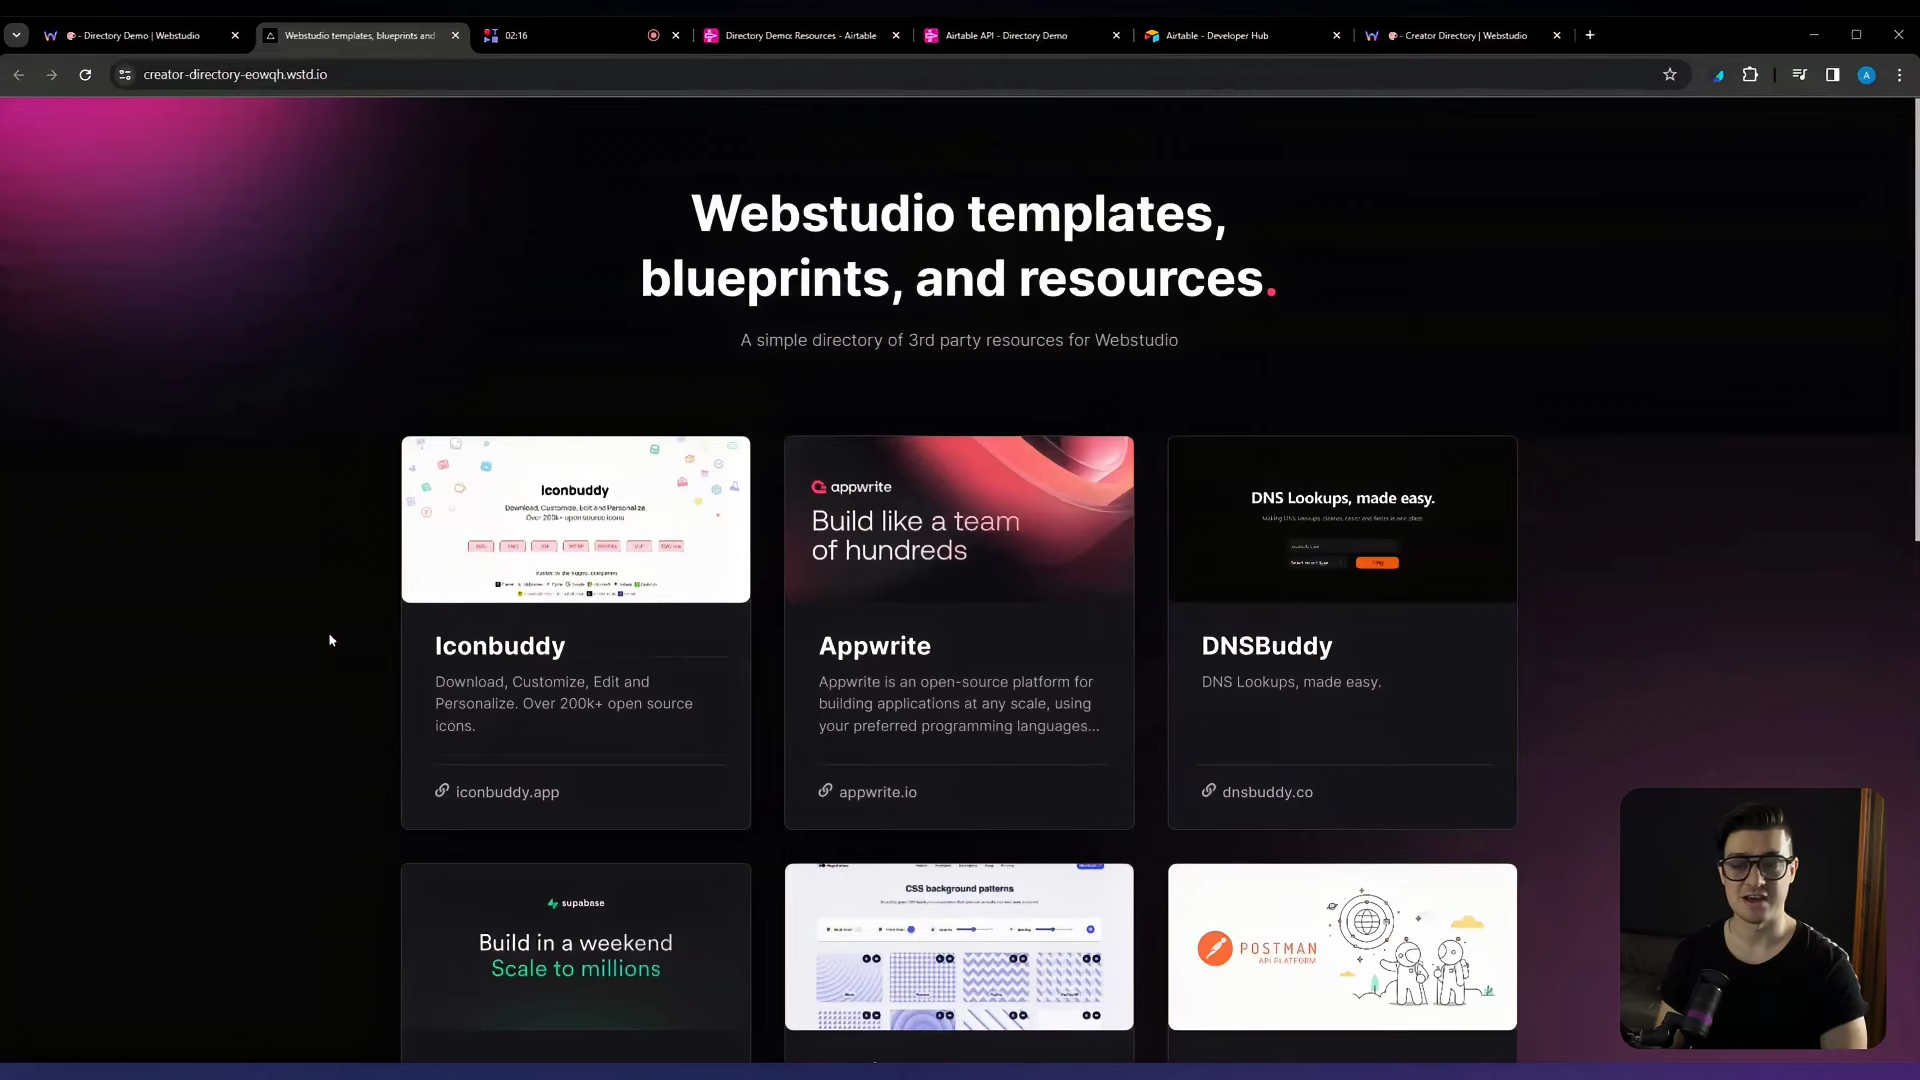 - Directory Demo | Webstudio
Webstudio templates, blueprints and
02:16
Directory Demo: Resources - Airtable
Airtable API - Directory Demo
Airtable - Developer Hub
- Creator Directory | Webstudio
creator-directory-eowqh.wstd.io
A
Webstudio templates,
blueprints, and resources.
A simple directory of 3rd party resources for Webstudio
Iconbuddy
Download, Customize, Edit and Personalize.
Over 200k+ open source icons
appwrite
Build like a team
of hundreds
DNS Lookups, made easy.
Iconbuddy
Download, Customize, Edit and
Personalize. Over 200k+ open source
icons.
iconbuddy.app
Appwrite
Appwrite is an open-source platform for
building applications at any scale, using
your preferred programming languages...
appwrite.io
DNSBuddy
DNS Lookups, made easy.
dnsbuddy.co
supabase
Build in a weekend
Scale to millions
CSS background patterns
POSTMAN
API PLATFORM